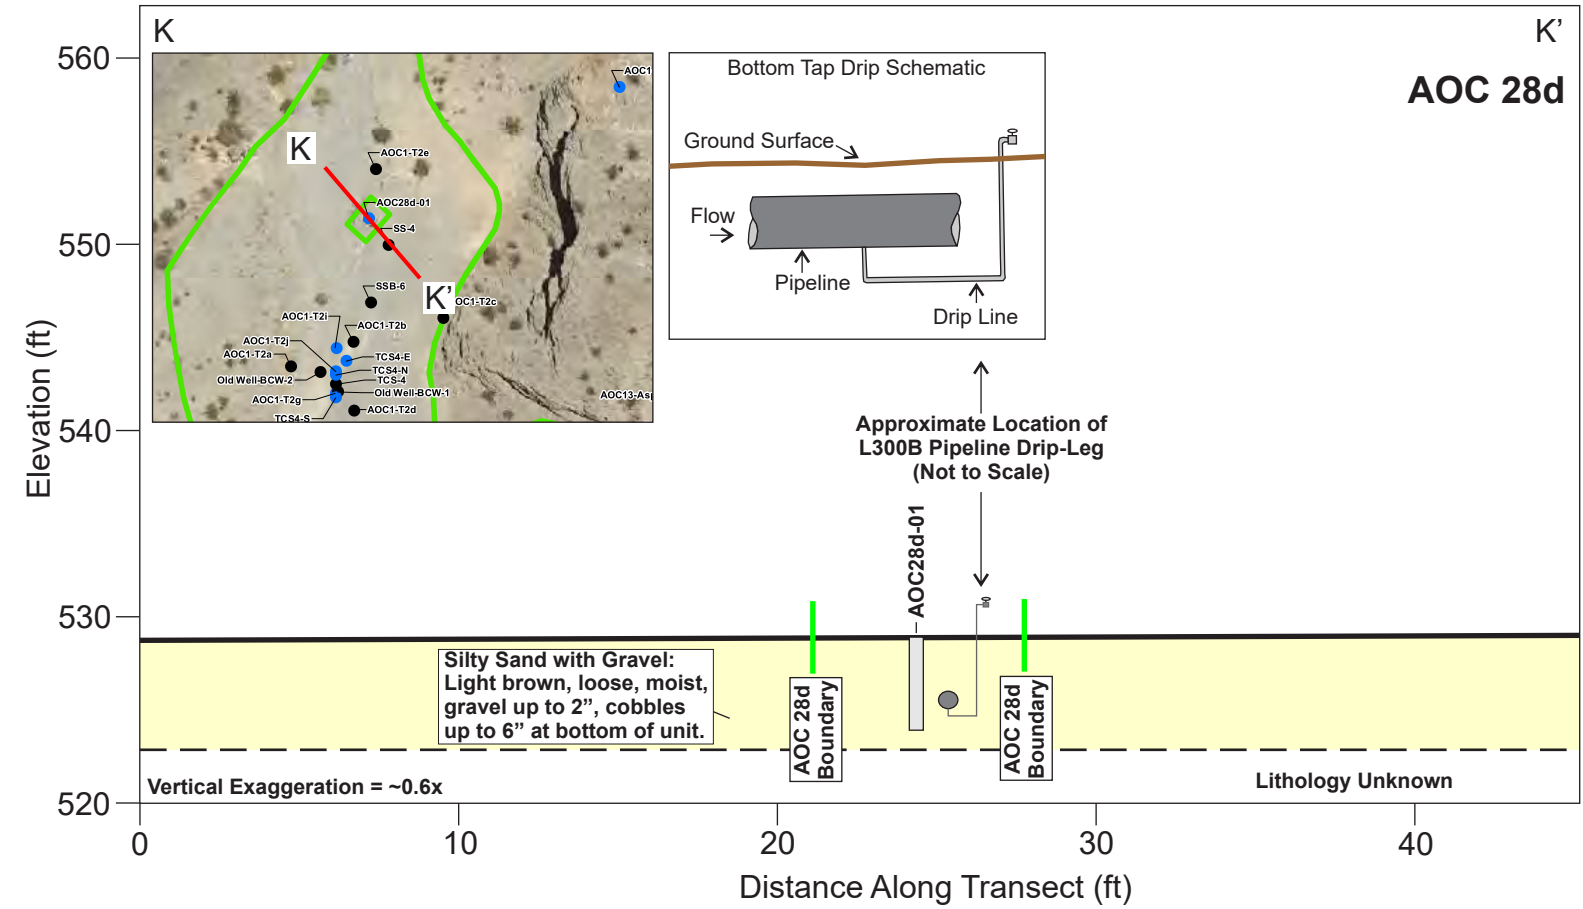 K
K’
AOC 28d
560
550
540
530
520
Elevation (ft)
AOC1-T2e
K
AOC28d-01
SS-4
SSB-6
K’
AOC1-T2i
AOC1-T2b
AOC1-T2j
AOC1-T2a
TCS4-E
TCS4-N
Old Well-BCW-2
TCS-4
Old Well-BCW-1
AOC1-T2g
AOC1-T2d
TCS4-S
Bottom Tap Drip Schematic
Ground Surface
Flow
Pipeline
Drip Line
Approximate Location of
L300B Pipeline Drip-Leg
(Not to Scale)
AOC28d-01
Silty Sand with Gravel:
Light brown, loose, moist,
gravel up to 2”, cobbles
up to 6” at bottom of unit.
AOC 28d
Boundary
AOC 28d
Boundary
Vertical Exaggeration = ~0.6x
Lithology Unknown
0
10
20
30
40
Distance Along Transect (ft)